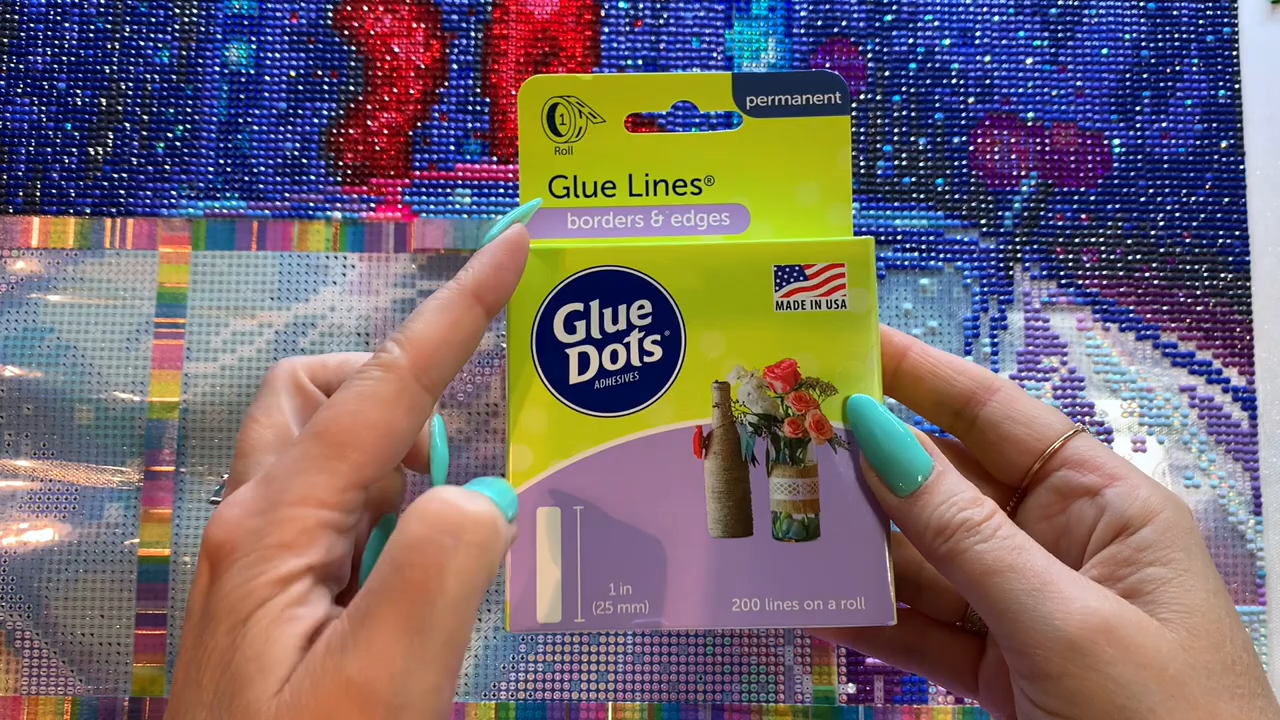 permanent
1
Roll
Glue Lines®
borders & edges
Glue
Dots®
ADHESIVES
MADE IN USA
1 in
(25 mm)
200 lines on a roll